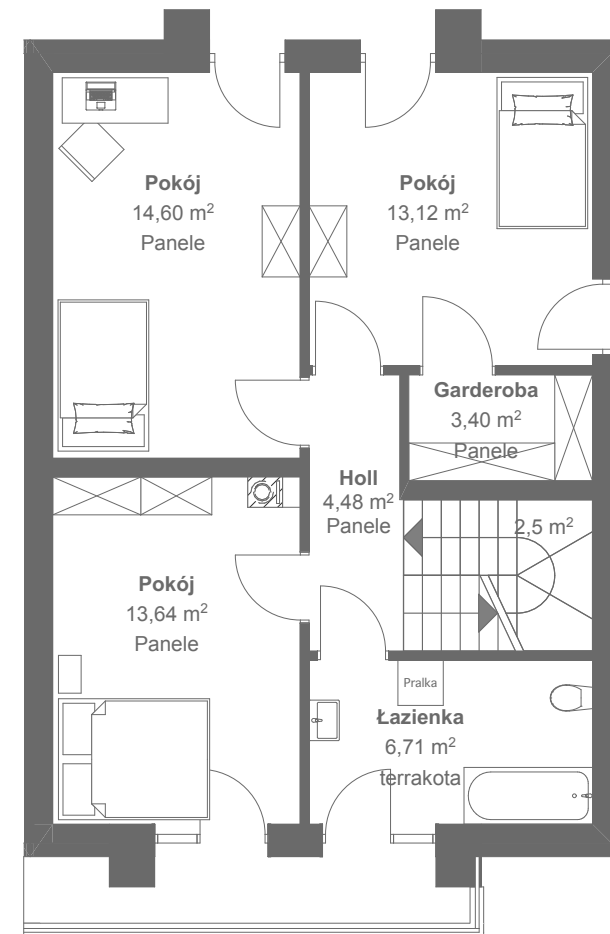 Pokój
14,60 m²
Panele
Pokój
13,12 m²
Panele
Garderoba
3,40 m²
Panele
Holl
4,48 m²
Panele
2,5 m²
Pokój
13,64 m²
Panele
Pralka
Łazienka
6,71 m²
terrakota